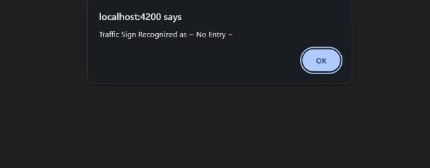 localhost:4200 says
Traffic Sign Recognized as ~ No Entry ~
OK